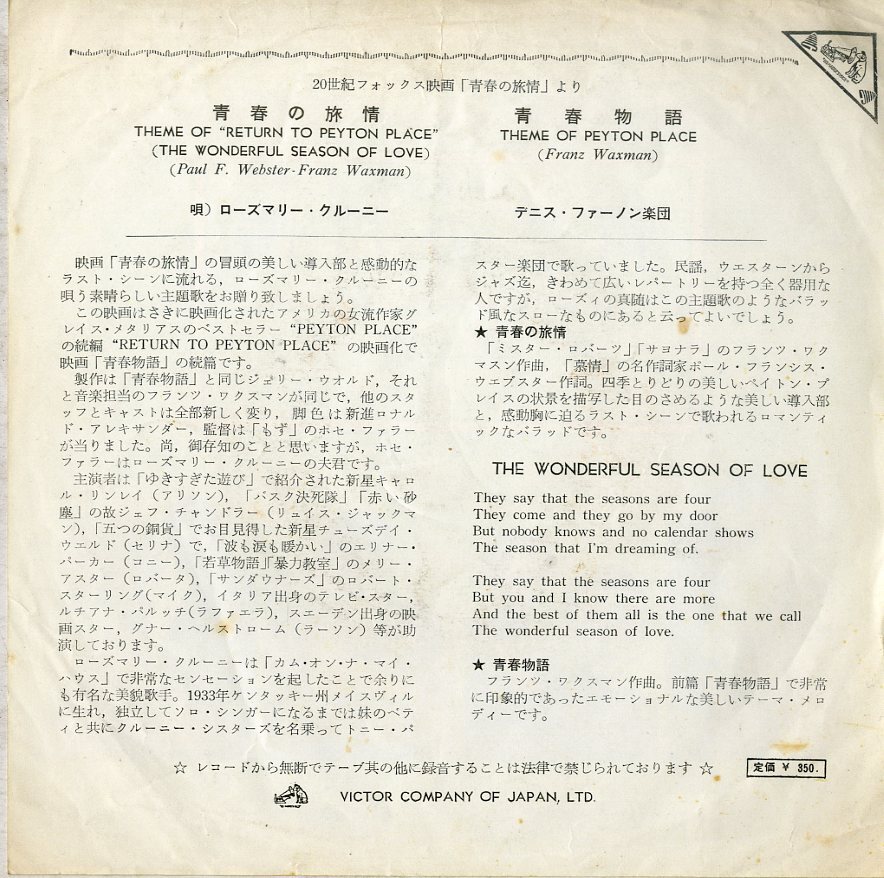 20世紀フォックス映画「青春の旅情」より
青春の旅情
THEME OF "RETURN TO PEYTON PLACE"
(THE WONDERFUL SEASON OF LOVE)
(Paul F. Webster-Franz Waxman)
唄）ローズマリー・クルーニー
青春物語
THEME OF PEYTON PLACE
(Franz Waxman)
デニス・ファーノン楽団
映画「青春の旅情」の冒頭の美しい導入部と感動的な
ラスト・シーンに流れる，ローズマリー・クルーニーの
唄う素晴らしい主題歌をお贈り致しましょう。
この映画はさきに映画化されたアメリカの女流作家グ
レイス・メタリアスのベストセラー “PEYTON PLACE”
の続編 “RETURN TO PEYTON PLACE” の映画化で
映画「青春物語」の続篇です。
製作は「青春物語」と同じジェリー・ウオルド，それ
と音楽担当のフランツ・ワクスマンが同じで，他のスタ
ッフとキャストは全部新しく変り，脚色は新進ロナル
ド・アレキサンダー，監督は「もず」のホセ・ファラー
が当りました。尚，御存知のことと思いますが，ホセ・
ファラーはローズマリー・クルーニーの夫君です。
主演者は「ゆきすぎた遊び」で紹介された新星キャロ
ル・リンレイ（アリソン），「バスク決死隊」「赤い砂
塵」の故ジェフ・チャンドラー（リュイス・ジャックマ
ン），「五つの銅貨」でお目見得した新星チューズデイ・
ウエルド（セリナ）で，「波も涙も暖かい」のエリナー・
パーカー（コニー），「若草物語」「暴力教室」のメリー・
アスター（ロバータ），「サンダウナーズ」のロバート・
スターリング（マイク），イタリア出身のテレビ・スター，
ルチアナ・パルッチ（ラファエラ），スエーデン出身の映
画スター，グナー・ヘルストローム（ラーソン）等が助
演しております。
ローズマリー・クルーニーは「カム・オン・ナ・マイ・
ハウス」で非常なセンセーションを起したことで余りに
も有名な美貌歌手。1933年ケンタッキー州メイスヴィル
に生れ，独立してソロ・シンガーになるまでは妹のベテ
ィと共にクルーニー・シスターズを名乗ってトニー・パ
スター楽団で歌っていました。民謡，ウエスターンから
ジャズ迄，きわめて広いレパートリーを持つ全く器用な
人ですが，ローズィの真随はこの主題歌のようなバラッ
ド風なスローなものにあると云ってよいでしょう。
★ 青春の旅情
「ミスター・ロバーツ」「サヨナラ」のフランツ・ワク
マスン作曲，「慕情」の名作詞家ポール・フランシス・
ウエブスター作詞。四季とりどりの美しいペイトン・プ
レイスの状景を描写した目のさめるような美しい導入部
と，感動胸に迫るラスト・シーンで歌われるロマンティ
ックなバラッドです。
THE WONDERFUL SEASON OF LOVE
They say that the seasons are four
They come and they go by my door
But nobody knows and no calendar shows
The season that I'm dreaming of.
They say that the seasons are four
But you and I know there are more
And the best of them all is the one that we call
The wonderful season of love.
★ 青春物語
フランツ・ワクスマン作曲。前篇「青春物語」で非常
に印象的であったエモーショナルな美しいテーマ・メロ
ディーです。
☆ レコードから無断でテープ其の他に録音することは法律で禁じられております ☆
定価 ¥ 350.
VICTOR COMPANY OF JAPAN, LTD.